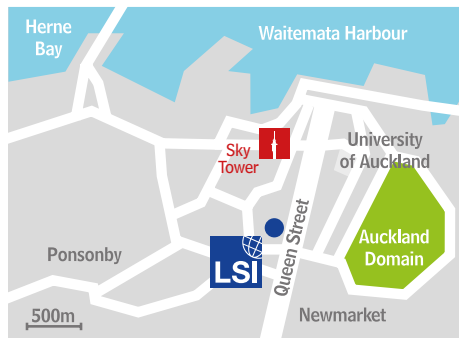 Herne
Bay
Waitemata Harbour
University
of Auckland
Sky
Tower
Queen Street
Auckland
Domain
Ponsonby
LSI
Newmarket
500m